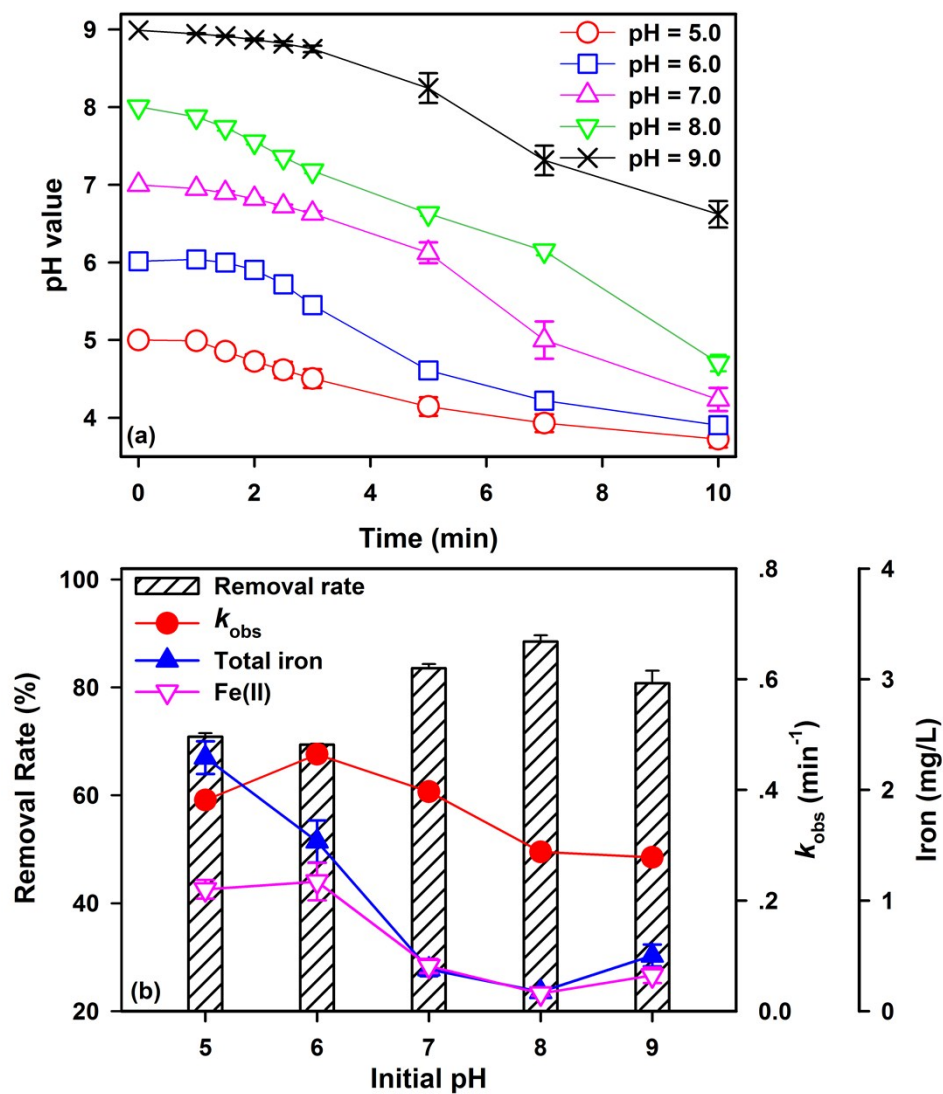 9
8
7
6
5
4
pH value
pH = 5.0
pH = 6.0
pH = 7.0
pH = 8.0
pH = 9.0
(a)
0 2 4 6 8 10
Time (min)
100
80
60
40
20
Removal Rate (%)
Removal rate
kobs
Total iron
Fe(II)
(b)
.8
.6
.4
.2
0.0
kobs (min-1)
4
3
2
1
0
Iron (mg/L)
5 6 7 8 9
Initial pH